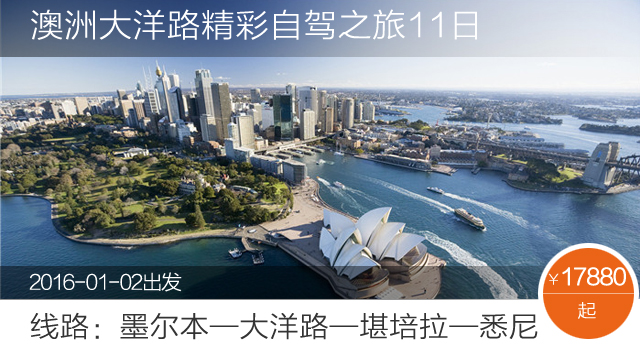 澳洲大洋路精彩自驾之旅11日
2016-01-02出发
¥17880
起
线路：墨尔本—大洋路—堪培拉—悉尼